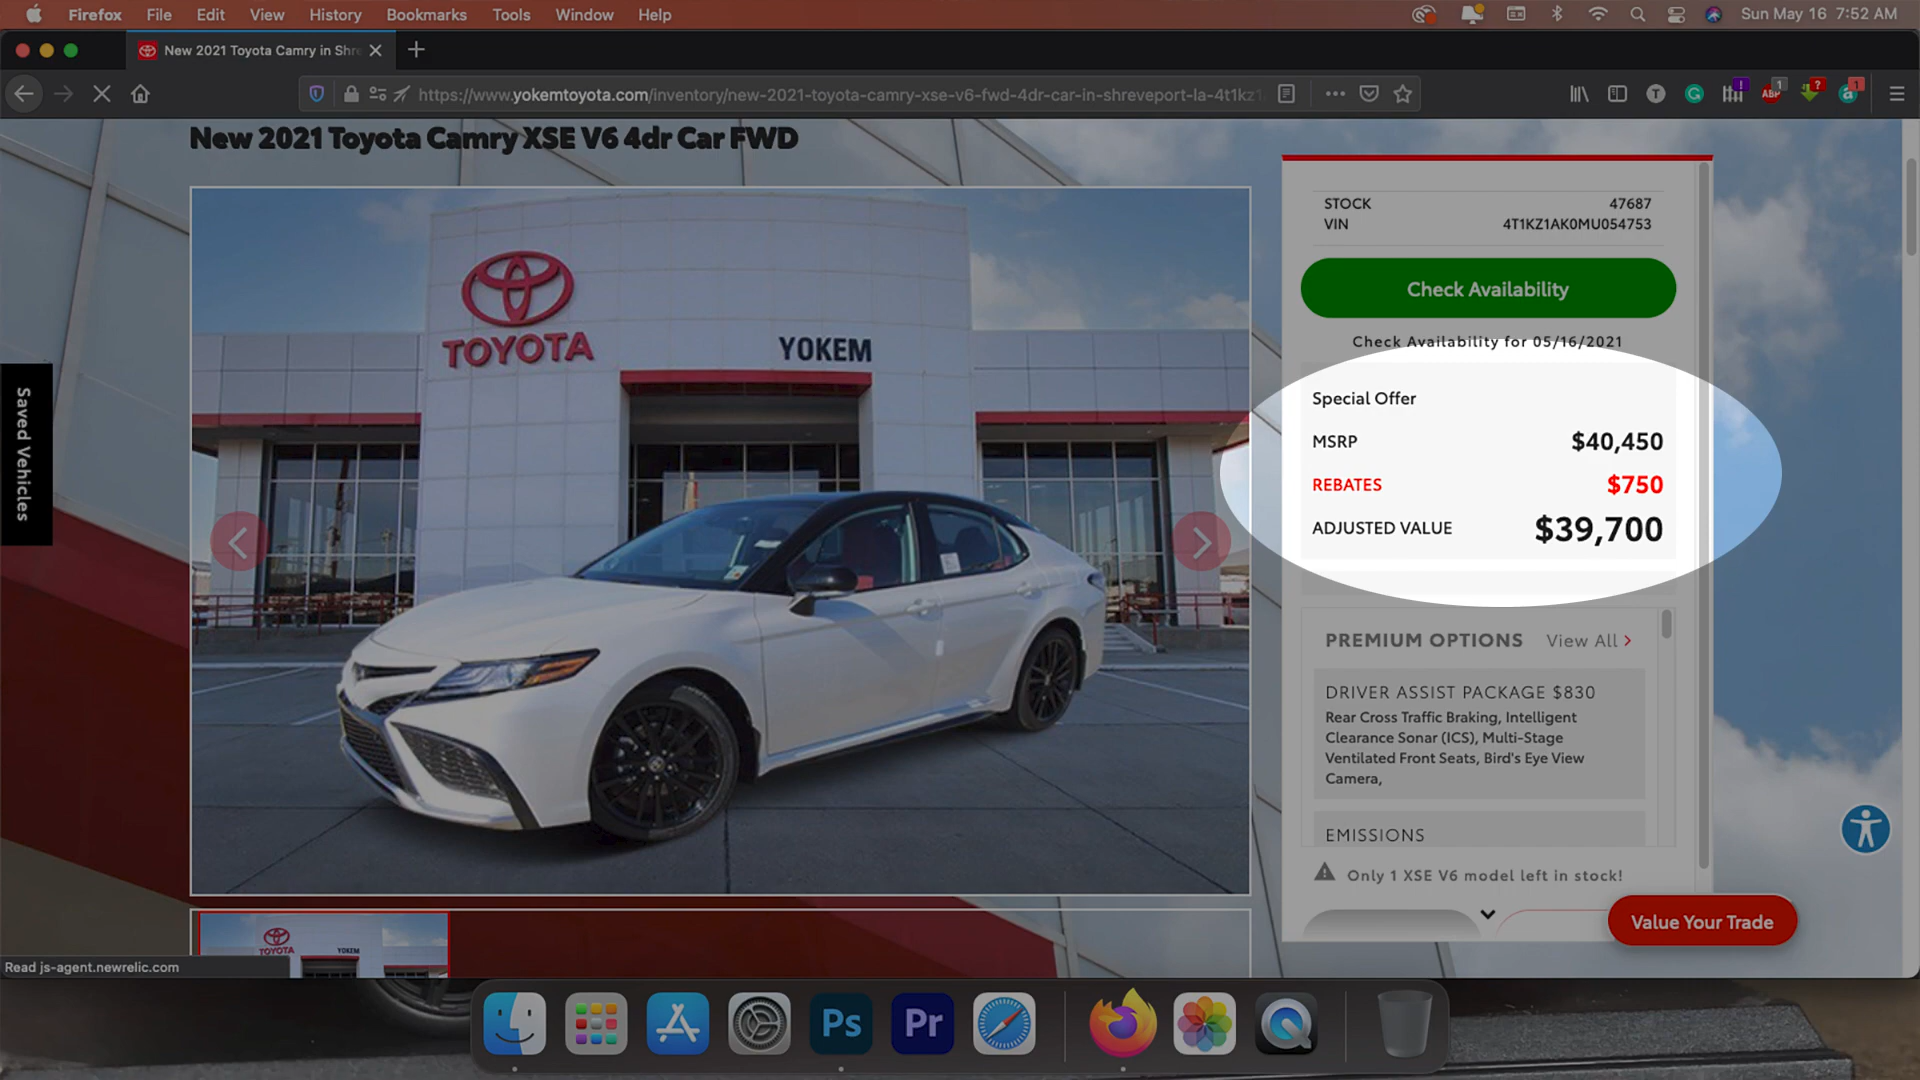 Firefox File Edit View History Bookmarks Tools Window Help Sun May 16 7:52 AM
New 2021 Toyota Camry in Shre
https://www.yokemtoyota.com/inventory/new-2021-toyota-camry-xse-v6-fwd-4dr-car-in-shreveport-la-4t1kz1
T
! ABP 1 ? a 1
New 2021 Toyota Camry XSE V6 4dr Car FWD
TOYOTA
YOKEM
Saved Vehicles
STOCK 47687
VIN 4T1KZ1AK0MU054753
Check Availability
Check Availability for 05/16/2021
Special Offer
MSRP $40,450
REBATES $750
ADJUSTED VALUE $39,700
PREMIUM OPTIONS View All
DRIVER ASSIST PACKAGE $830
Rear Cross Traffic Braking, Intelligent
Clearance Sonar (ICS), Multi-Stage
Ventilated Front Seats, Bird's Eye View
Camera,
EMISSIONS
Only 1 XSE V6 model left in stock!
Value Your Trade
TOYOTA
YOKEM
Read js-agent.newrelic.com
Ps Pr